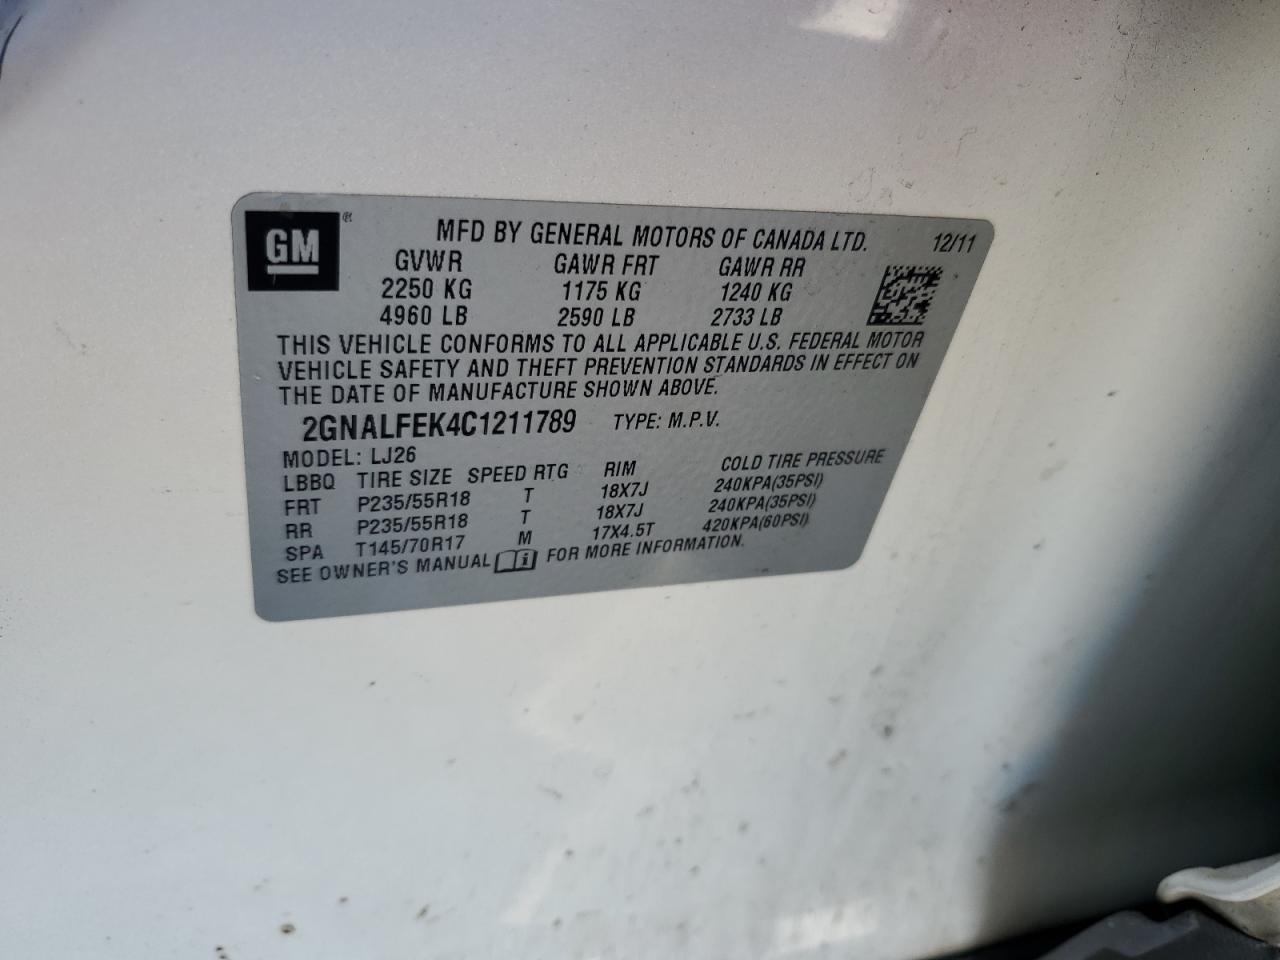 GM ®
MFD BY GENERAL MOTORS OF CANADA LTD. 12/11
GVWR GAWR FRT GAWR RR
2250 KG 1175 KG 1240 KG
4960 LB 2590 LB 2733 LB
THIS VEHICLE CONFORMS TO ALL APPLICABLE U.S. FEDERAL MOTOR
VEHICLE SAFETY AND THEFT PREVENTION STANDARDS IN EFFECT ON
THE DATE OF MANUFACTURE SHOWN ABOVE.
2GNALFEK4C1211789 TYPE: M.P.V.
MODEL: LJ26
LBBQ TIRE SIZE SPEED RTG RIM COLD TIRE PRESSURE
FRT P235/55R18 T 18X7J 240KPA(35PSI)
RR P235/55R18 T 18X7J 240KPA(35PSI)
SPA T145/70R17 M 17X4.5T 420KPA(60PSI)
SEE OWNER'S MANUAL i FOR MORE INFORMATION.